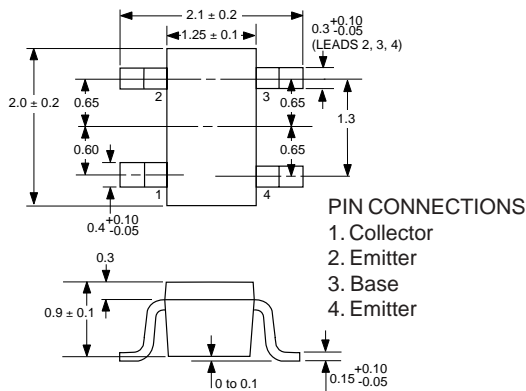 2.1 ± 0.2
1.25 ± 0.1
0.3 +0.10 -0.05
(LEADS 2, 3, 4)
2 3
2.0 ± 0.2
0.65 0.65
1.3
0.60 0.65
1 4
0.4 +0.10 -0.05
PIN CONNECTIONS
1. Collector
2. Emitter
3. Base
4. Emitter
0.3
0.9 ± 0.1
0 to 0.1
0.15 +0.10 -0.05